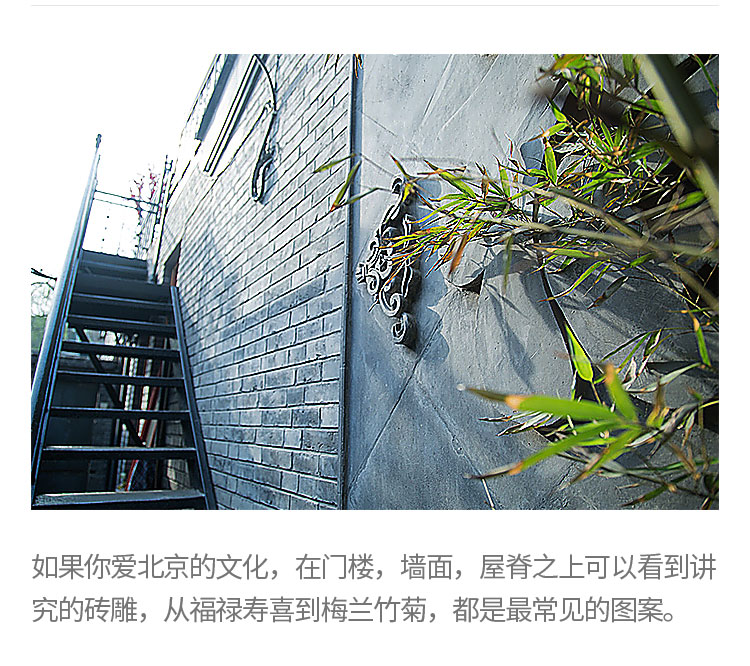 如果你爱北京的文化，在门楼，墙面，屋脊之上可以看到讲
究的砖雕，从福禄寿喜到梅兰竹菊，都是最常见的图案。